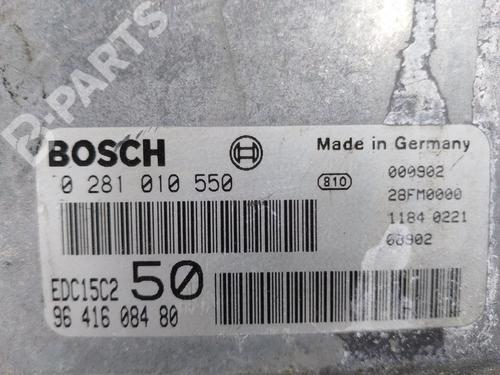 B-PARTS
BOSCH
Made in Germany
0 281 010 550
810
009902
28FM0000
1184 0221
08902
EDC15C2 50
96 416 084 80